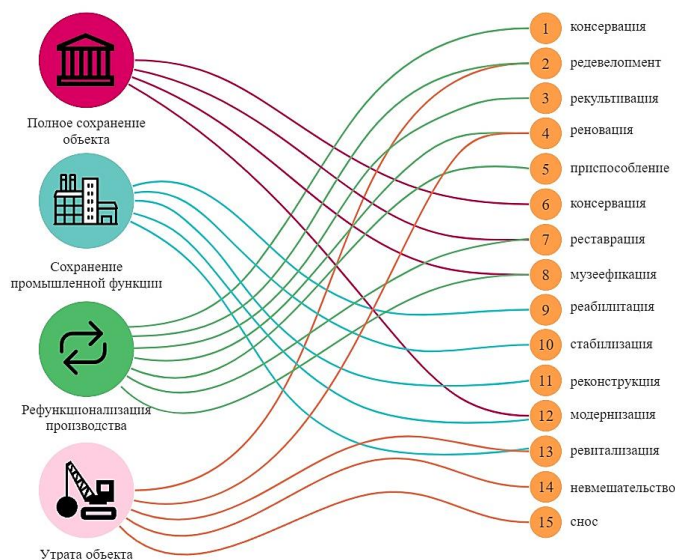 Полное сохранение
объекта
Сохранение
промышленной функции
Рефункционализация
производства
Утрата объекта
1 консервация
2 редевелопмент
3 рекультивация
4 реновация
5 приспособление
6 консервация
7 реставрация
8 музеефикация
9 реабилитация
10 стабилизация
11 реконструкция
12 модернизация
13 ревитализация
14 невмешательство
15 снос